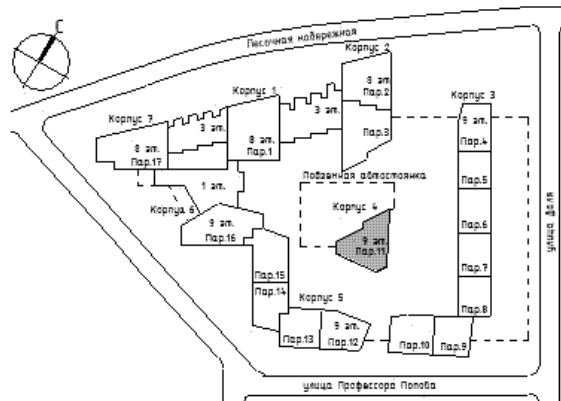 С
Песочная набережная
Корпус 2
8 эт.
Пар.2
Пар.3
Корпус 1
3 эт.
8 эт.
Пар.1
Корпус 7
3 эт.
8 эт.
Пар.17
Корпус 3
9 эт.
Пар.4
Пар.5
Пар.6
Пар.7
Пар.8
Подземная автостоянка
Корпус 4
9 эт.
Пар.11
1 эт.
Корпус 6
9 эт.
Пар.16
Пар.15
Пар.14
Корпус 5
9 эт.
Пар.13
Пар.12
Пар.10
Пар.9
улица Даля
улица Профессора Попова